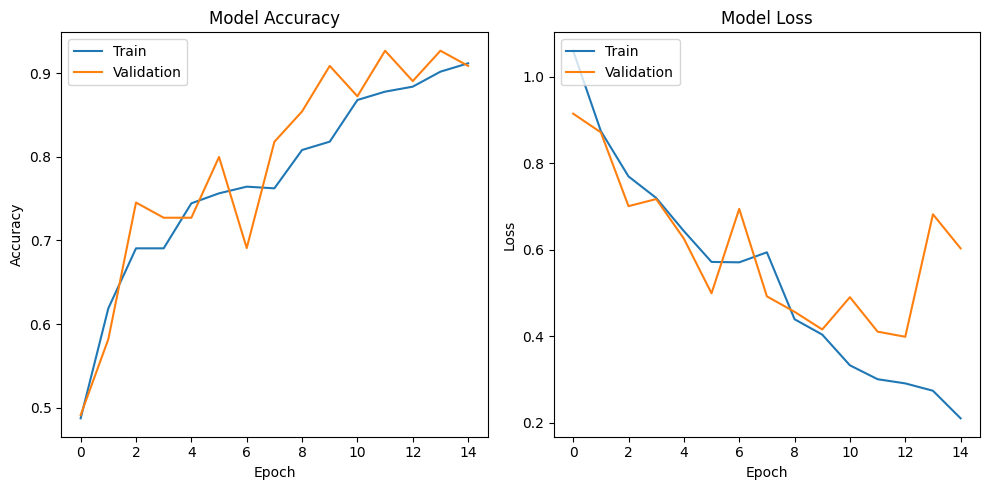 Model Accuracy
Train
Validation
0.9
0.8
0.7
0.6
0.5
Accuracy
0 2 4 6 8 10 12 14
Epoch
Model Loss
Train
Validation
1.0
0.8
0.6
0.4
0.2
Loss
0 2 4 6 8 10 12 14
Epoch